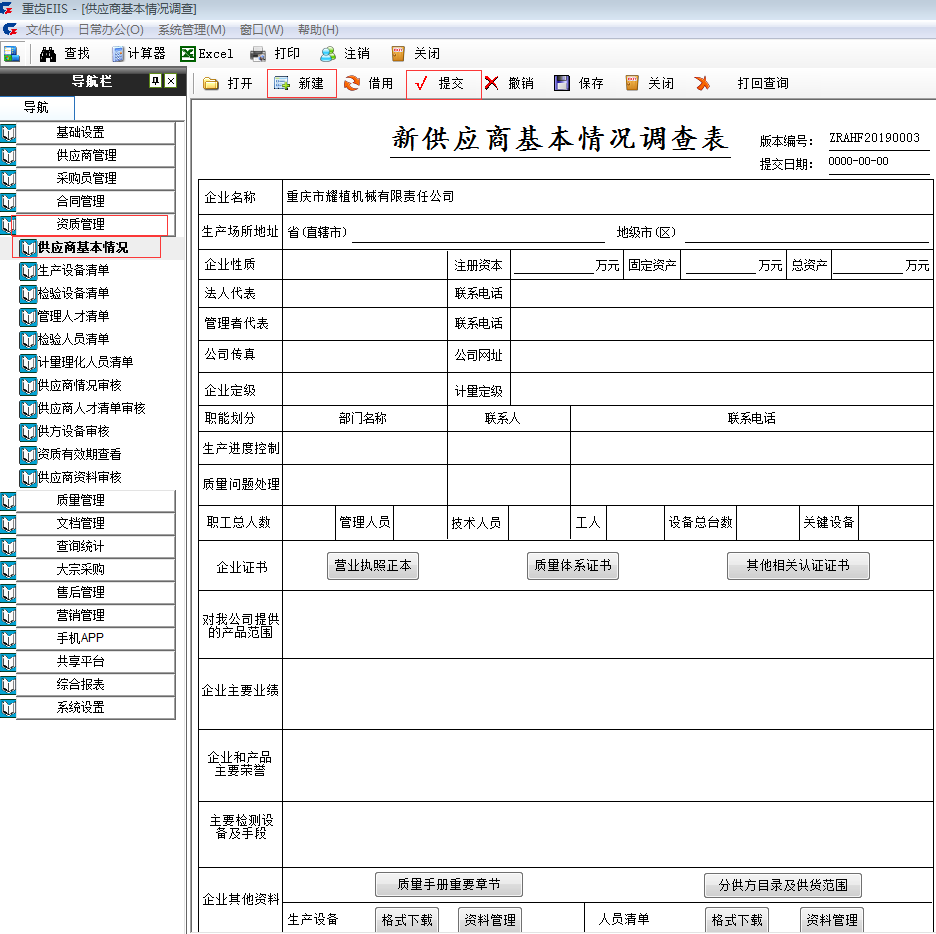 重齿EIIS - [供应商基本情况调查]
文件(F) 日常办公(O) 系统管理(M) 窗口(W) 帮助(H)
查找 计算器 Excel 打印 注销 关闭
导航栏
打开 新建 借用 提交 撤销 保存 关闭 打回查询
导航
基础设置
供应商管理
采购员管理
合同管理
资质管理
供应商基本情况
生产设备清单
检验设备清单
管理人才清单
检验人员清单
计量理化人员清单
供应商情况审核
供应商人才清单审核
供方设备审核
资质有效期查看
供应商资料审核
质量管理
文档管理
查询统计
大宗采购
售后管理
营销管理
手机APP
共享平台
综合报表
系统设置
新供应商基本情况调查表
版本编号: ZRAHF20190003
提交日期: 0000-00-00
企业名称 重庆市耀植机械有限责任公司
生产场所地址 省(直辖市) 地级市(区)
企业性质 注册资本 万元 固定资产 万元 总资产 万元
法人代表 联系电话
管理者代表 联系电话
公司传真 公司网址
企业定级 计量定级
职能划分 部门名称 联系人 联系电话
生产进度控制
质量问题处理
职工总人数 管理人员 技术人员 工人 设备总台数 关键设备
企业证书 营业执照正本 质量体系证书 其他相关认证证书
对我公司提供
的产品范围
企业主要业绩
企业和产品
主要荣誉
主要检测设
备及手段
企业其他资料 质量手册重要章节 分供方目录及供货范围
生产设备 格式下载 资料管理 人员清单 格式下载 资料管理